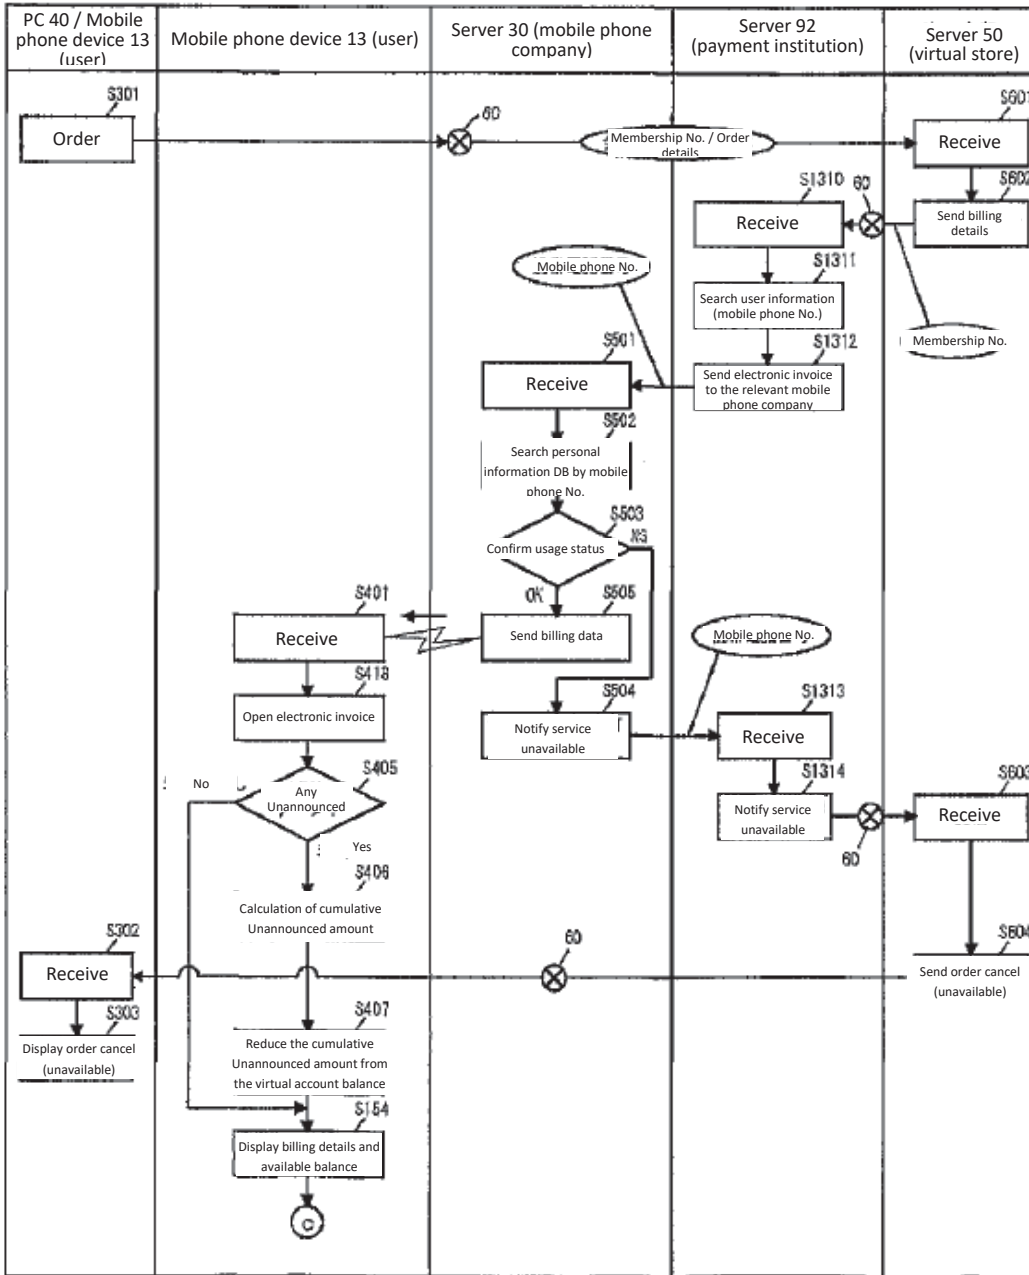 PC 40 / Mobile
phone device 13
(user)
Mobile phone device 13 (user)
Server 30 (mobile phone
company)
Server 92
(payment institution)
Server 50
(virtual store)
S301
Order
60
Membership No. / Order
details
S601
Receive
S602
Send billing
details
60
S1310
Receive
Membership No.
S1311
Search user information
(mobile phone No.)
S1312
Send electronic invoice
to the relevant mobile
phone company
Mobile phone No.
S501
Receive
S502
Search personal
information DB by mobile
phone No.
S503
Confirm usage status
NG
OK
S505
Send billing data
S401
Receive
S413
Open electronic invoice
S504
Notify service
unavailable
Mobile phone No.
S1313
Receive
S1314
Notify service
unavailable
60
S603
Receive
S405
Any
Unannounced
No
Yes
S406
Calculation of cumulative
Unannounced amount
S604
Send order cancel
(unavailable)
60
S302
Receive
S303
Display order cancel
(unavailable)
S407
Reduce the cumulative
Unannounced amount from
the virtual account balance
S154
Display billing details and
available balance